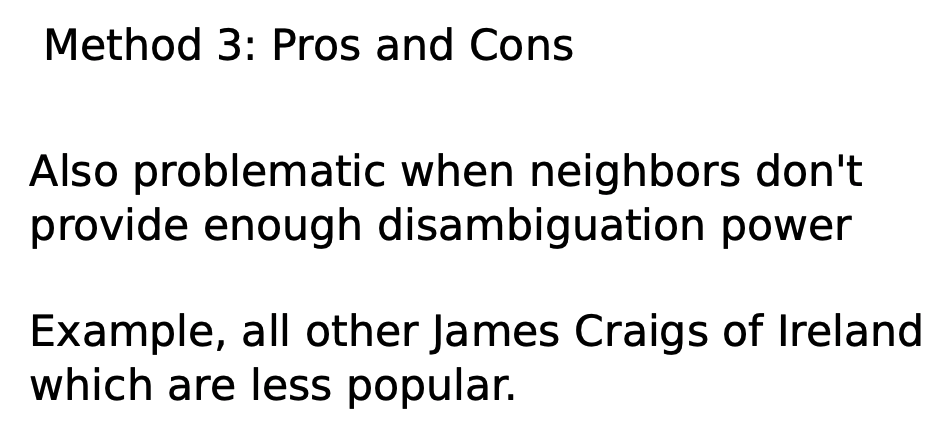 Method 3: Pros and Cons
Also problematic when neighbors don't
provide enough disambiguation power
Example, all other James Craigs of Ireland
which are less popular.